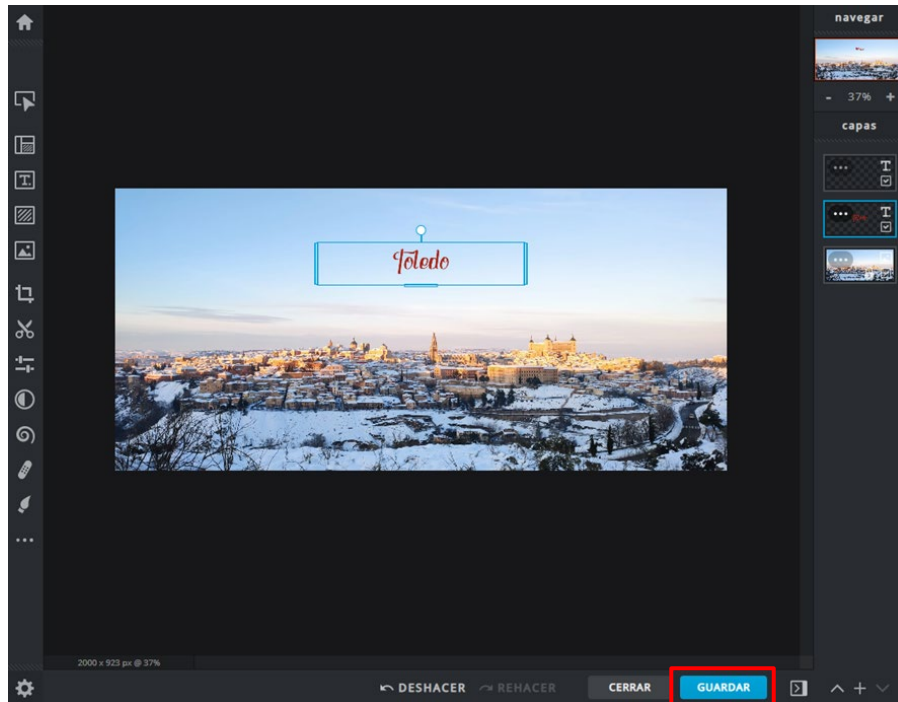 navegar
- 37% +
capas
T
T
Toledo
T
2000 x 923 px @ 37%
DESHACER
REHACER
CERRAR
GUARDAR